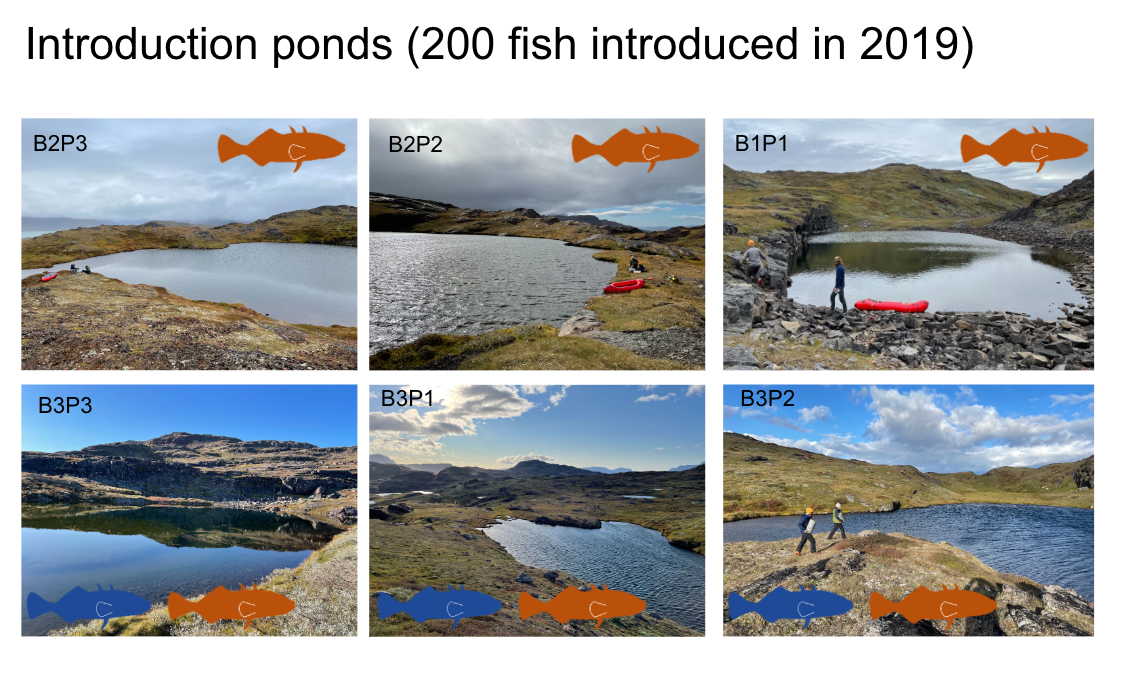 Introduction ponds (200 fish introduced in 2019)
B2P3
B2P2
B1P1
B3P3
B3P1
B3P2